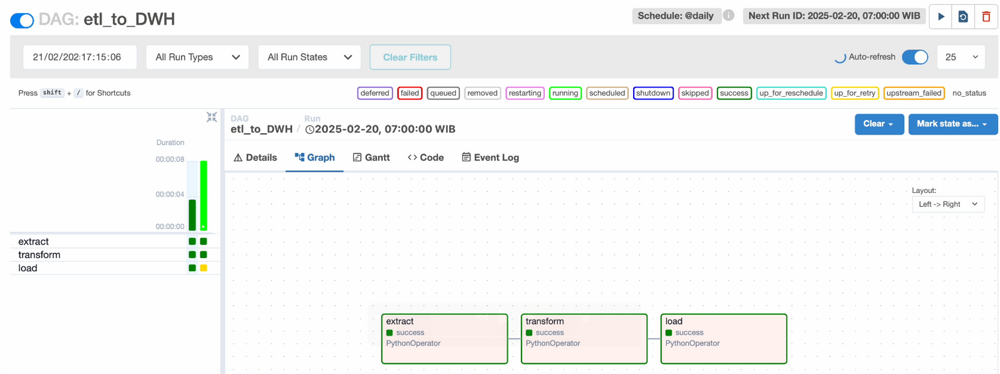 DAG: etl_to_DWH
Schedule: @daily
Next Run ID: 2025-02-20, 07:00:00 WIB
21/02/202 17:15:06
All Run Types
All Run States
Clear Filters
Auto-refresh
25
Press shift + / for Shortcuts
deferred failed queued removed restarting running scheduled shutdown skipped success up_for_reschedule up_for_retry upstream_failed no_status
DAG
etl_to_DWH
/
Run
2025-02-20, 07:00:00 WIB
Clear
Mark state as...
Duration
00:00:08
00:00:04
00:00:00
extract
transform
load
Details
Graph
Gantt
Code
Event Log
Layout:
Left -> Right
extract
success
PythonOperator
transform
success
PythonOperator
load
success
PythonOperator